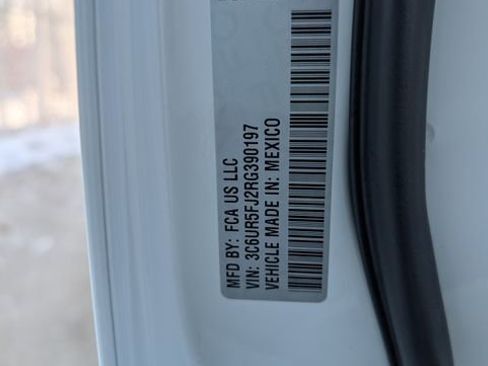 MFD BY: FCA US LLC
VIN: 3C6UR5FJ2RG390197
VEHICLE MADE IN: MEXICO